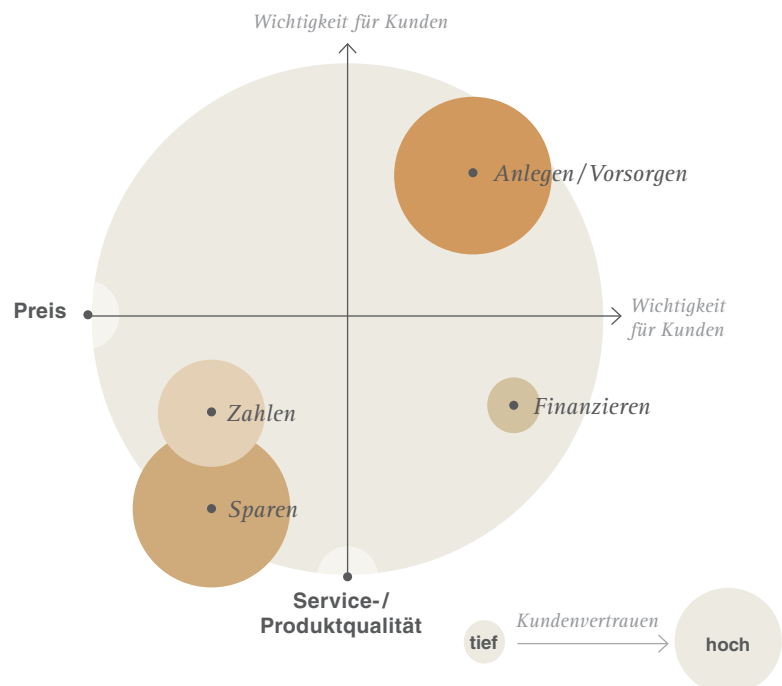 Wichtigkeit für Kunden
Anlegen/Vorsorgen
Preis
Wichtigkeit
für Kunden
Zahlen
Finanzieren
Sparen
Service-/
Produktqualität
Kundenvertrauen
tief
hoch